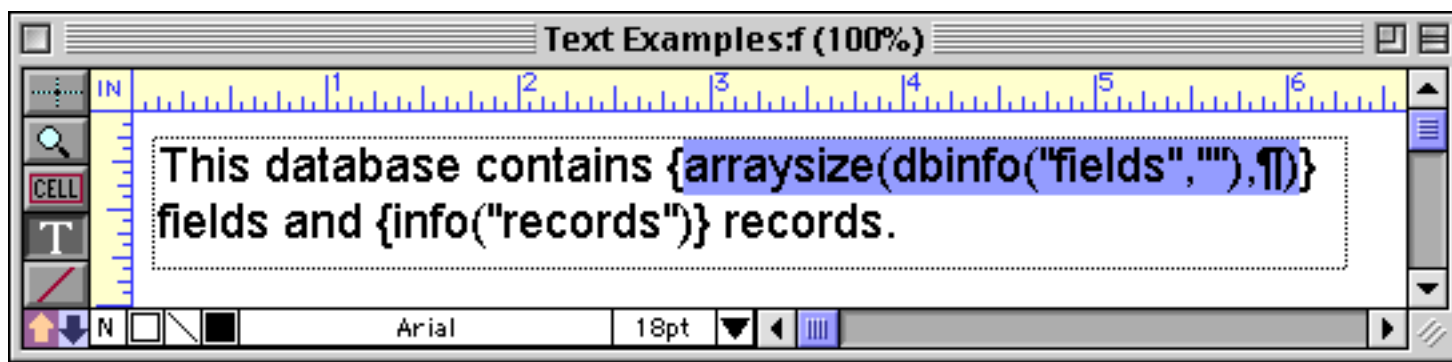 Text Examples:f (100%)
IN 1 2 3 4 5 6
CELL
T
This database contains {arraysize(dbinfo("fields",""),¶)}
fields and {info("records")} records.
N Arial 18pt